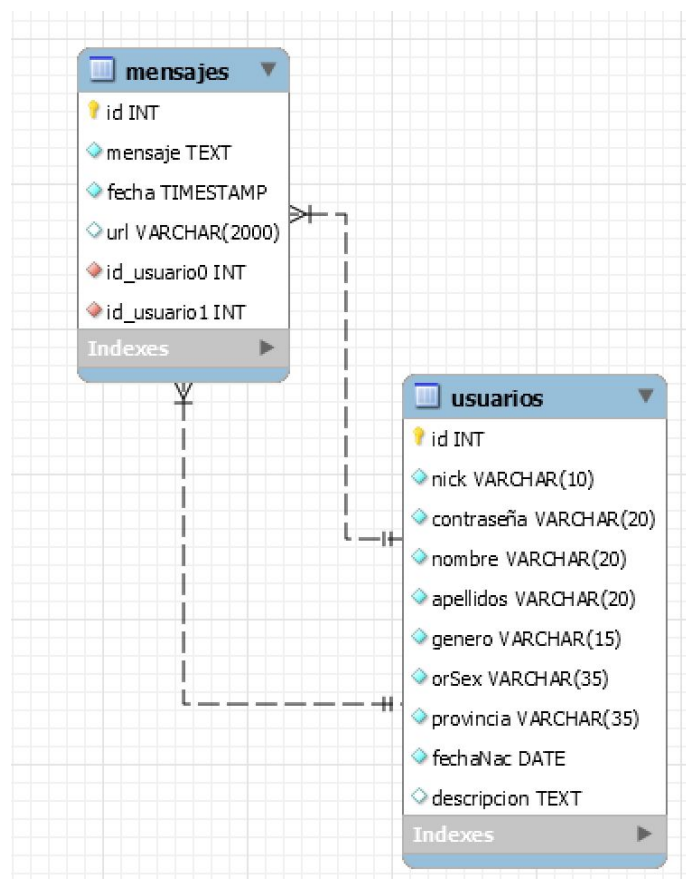 mensajes
id INT
mensaje TEXT
fecha TIMESTAMP
url VARCHAR(2000)
id_usuario0 INT
id_usuario1 INT
Indexes
usuarios
id INT
nick VARCHAR(10)
contraseña VARCHAR(20)
nombre VARCHAR(20)
apellidos VARCHAR(20)
genero VARCHAR(15)
orSex VARCHAR(35)
provincia VARCHAR(35)
fechaNac DATE
descripcion TEXT
Indexes